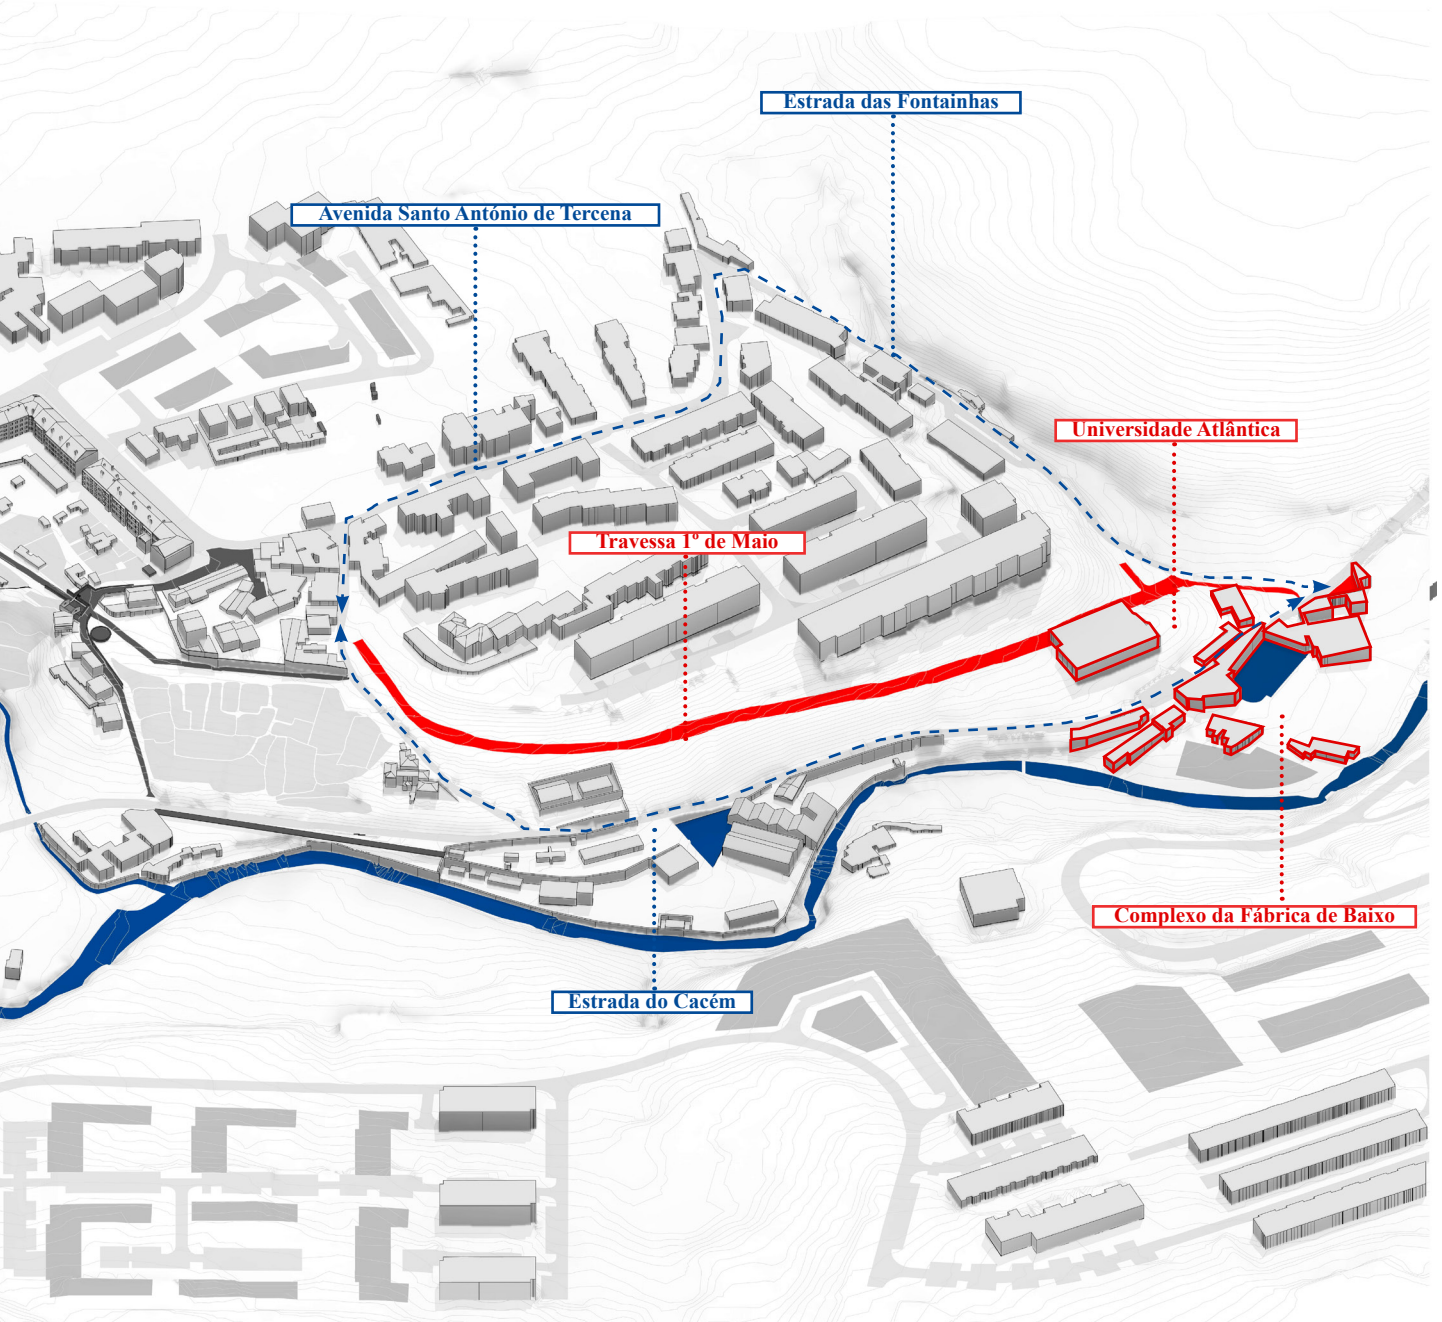 Estrada das Fontainhas
Avenida Santo António de Tercena
Universidade Atlântica
Travessa 1º de Maio
Complexo da Fábrica de Baixo
Estrada do Cacém